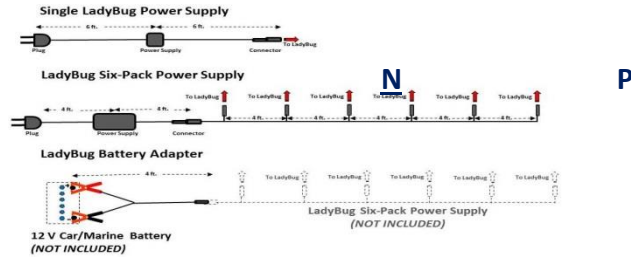 Single LadyBug Power Supply
6 ft. 6 ft.
Plug Power Supply Connector To LadyBug
LadyBug Six-Pack Power Supply N P
To LadyBug To LadyBug To LadyBug To LadyBug To LadyBug To LadyBug
4 ft. 4 ft. 4 ft. 4 ft. 4 ft. 4 ft. 4 ft.
Plug Power Supply Connector
LadyBug Battery Adapter
4 ft. To LadyBug To LadyBug To LadyBug To LadyBug To LadyBug
LadyBug Six-Pack Power Supply
(NOT INCLUDED)
12 V Car/Marine Battery
(NOT INCLUDED)